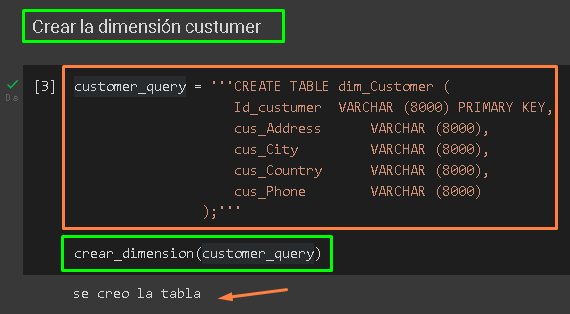 Crear la dimensión custumer
[3] customer_query = '''CREATE TABLE dim_Customer (
Id_custumer VARCHAR (8000) PRIMARY KEY,
cus_Address VARCHAR (8000),
cus_City VARCHAR (8000),
cus_Country VARCHAR (8000),
cus_Phone VARCHAR (8000)
);'''
0 s
crear_dimension(customer_query)
se creo la tabla